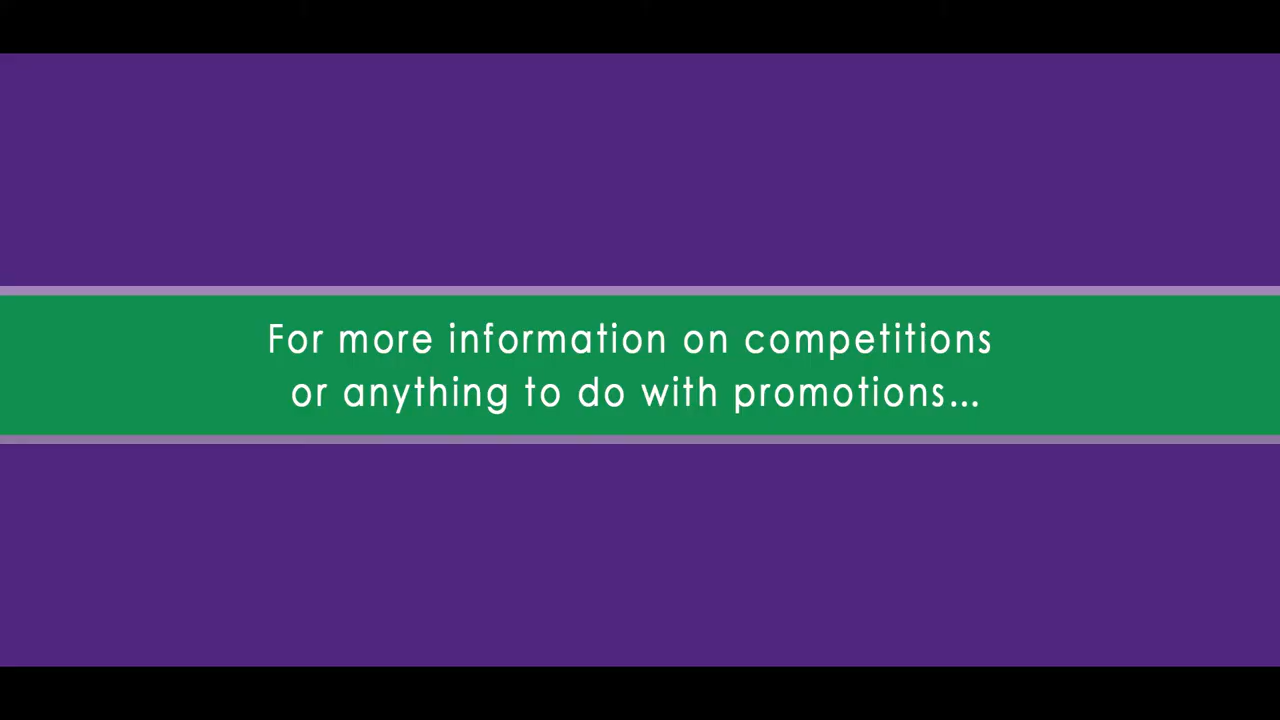 For more information on competitions
or anything to do with promotions...